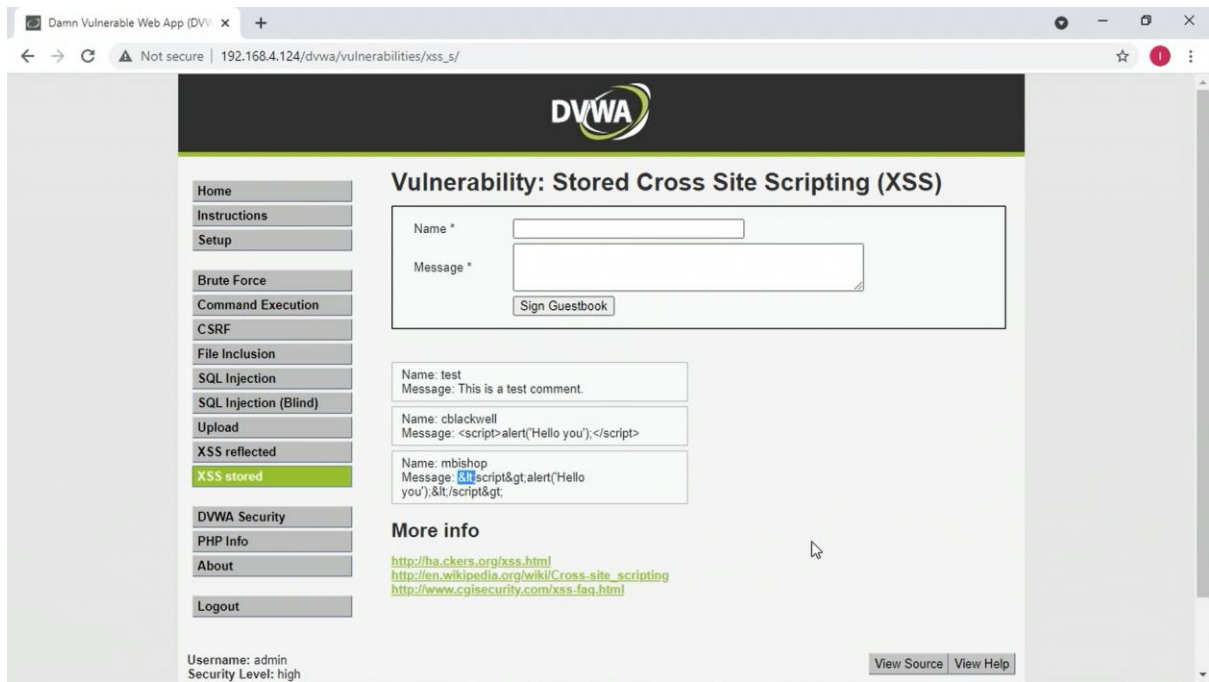 Damn Vulnerable Web App (DVW
Not secure | 192.168.4.124/dvwa/vulnerabilities/xss_s/
I
DVWA
Home
Instructions
Setup
Brute Force
Command Execution
CSRF
File Inclusion
SQL Injection
SQL Injection (Blind)
Upload
XSS reflected
XSS stored
DVWA Security
PHP Info
About
Logout
Vulnerability: Stored Cross Site Scripting (XSS)
Name *
Message *
Sign Guestbook
Name: test
Message: This is a test comment.
Name: cblackwell
Message: <script>alert('Hello you');</script>
Name: mbishop
Message: &lt;script&gt;alert('Hello
you');&lt;/script&gt;
More info
http://ha.ckers.org/xss.html
http://en.wikipedia.org/wiki/Cross-site_scripting
http://www.cgisecurity.com/xss-faq.html
Username: admin
Security Level: high
View Source
View Help